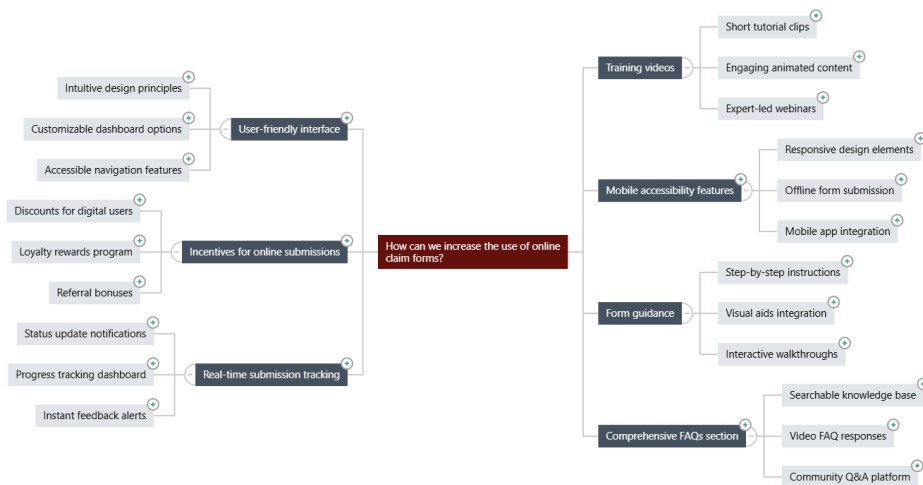 How can we increase the use of online
claim forms?
Training videos
Short tutorial clips
Engaging animated content
Expert-led webinars
Mobile accessibility features
Responsive design elements
Offline form submission
Mobile app integration
Form guidance
Step-by-step instructions
Visual aids integration
Interactive walkthroughs
Comprehensive FAQs section
Searchable knowledge base
Video FAQ responses
Community Q&A platform
User-friendly interface
Intuitive design principles
Customizable dashboard options
Accessible navigation features
Incentives for online submissions
Discounts for digital users
Loyalty rewards program
Referral bonuses
Real-time submission tracking
Status update notifications
Progress tracking dashboard
Instant feedback alerts